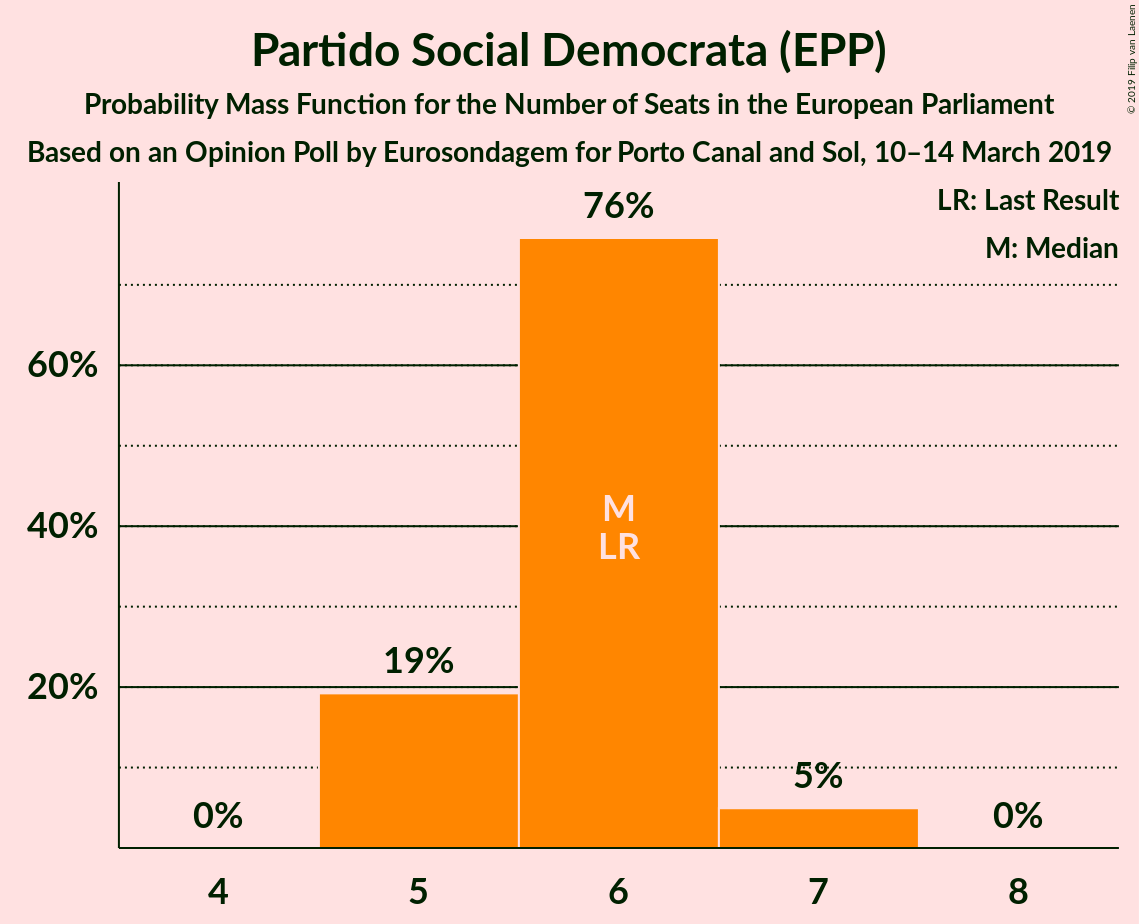 Partido Social Democrata (EPP)
Probability Mass Function for the Number of Seats in the European Parliament
Based on an Opinion Poll by Eurosondagem for Porto Canal and Sol, 10–14 March 2019
© 2019 Filip van Laenen
LR: Last Result
M: Median
76%
60%
M
40%
LR
19%
20%
5%
0%
0%
4
5
6
7
8